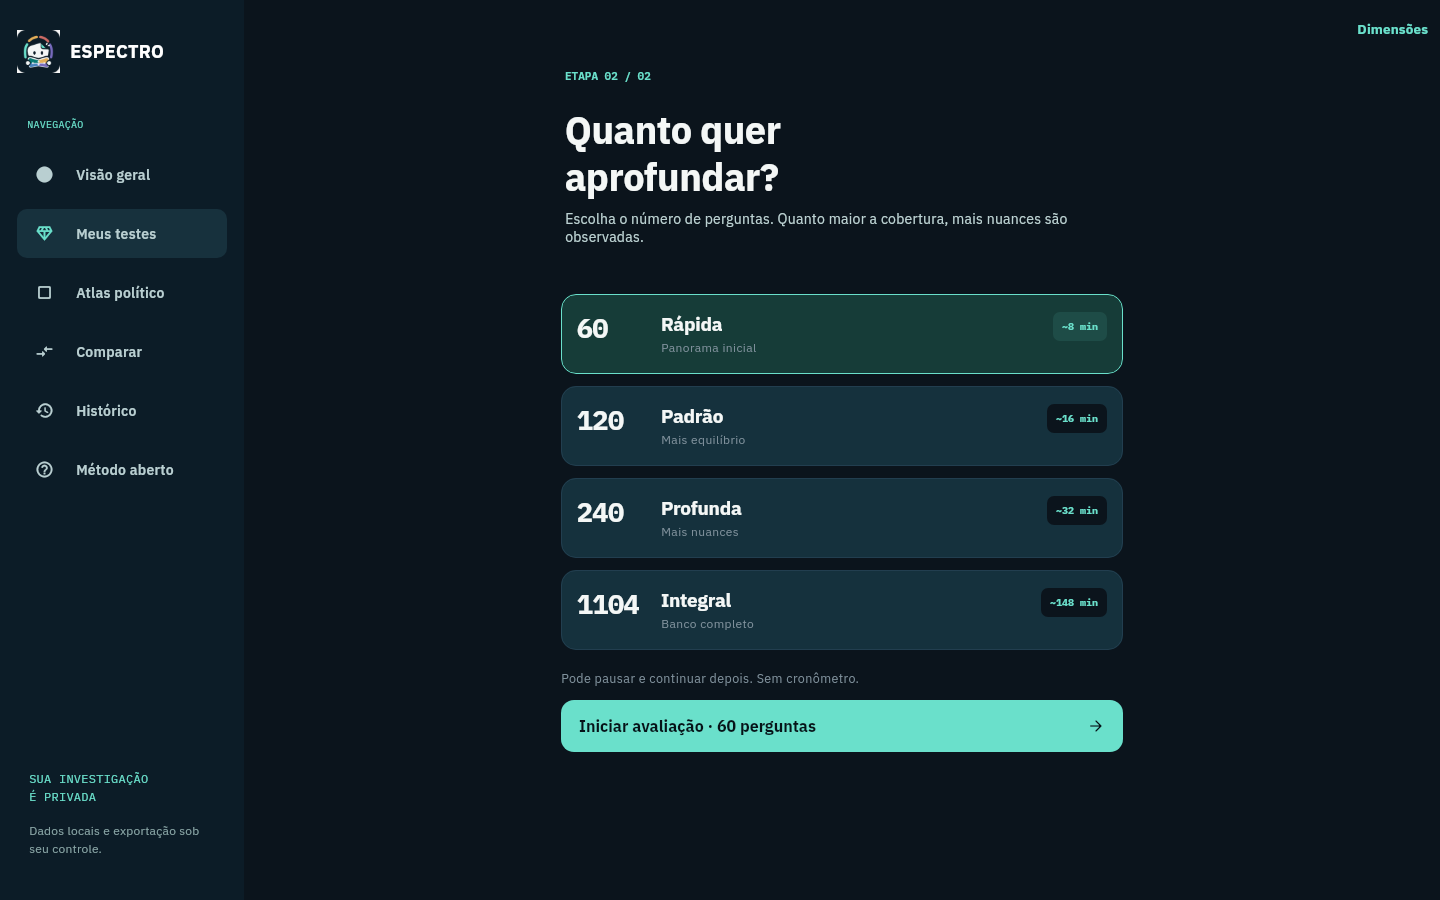 ESPECTRO
NAVEGAÇÃO
Visão geral
Meus testes
Atlas político
Comparar
Histórico
Método aberto
SUA INVESTIGAÇÃO
É PRIVADA
Dados locais e exportação sob
seu controle.
Dimensões
ETAPA 02 / 02
Quanto quer
aprofundar?
Escolha o número de perguntas. Quanto maior a cobertura, mais nuances são
observadas.
60 Rápida ~8 min
Panorama inicial
120 Padrão ~16 min
Mais equilíbrio
240 Profunda ~32 min
Mais nuances
1104 Integral ~148 min
Banco completo
Pode pausar e continuar depois. Sem cronômetro.
Iniciar avaliação · 60 perguntas